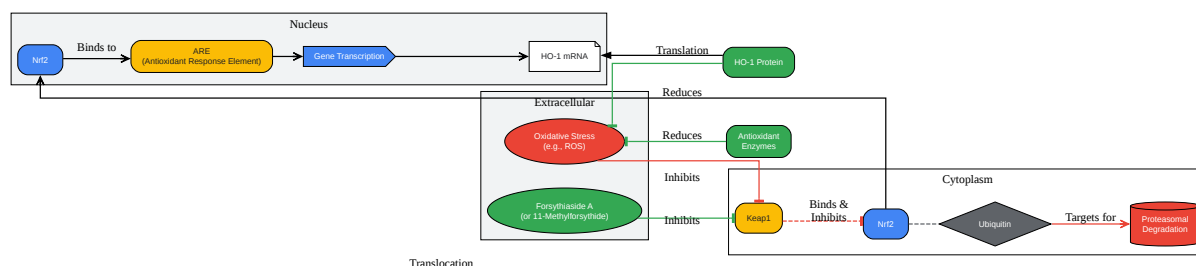 Nucleus
Nrf2
Binds to
ARE
(Antioxidant Response Element)
Gene Transcription
HO-1 mRNA
Translation
HO-1 Protein
Reduces
Extracellular
Oxidative Stress
(e.g., ROS)
Reduces
Antioxidant
Enzymes
Inhibits
Cytoplasm
Forsythiaside A
(or 11-Methylforsythide)
Inhibits
Keap1
Binds &
Inhibits
Nrf2
Ubiquitin
Targets for
Proteasomal
Degradation
Translocation